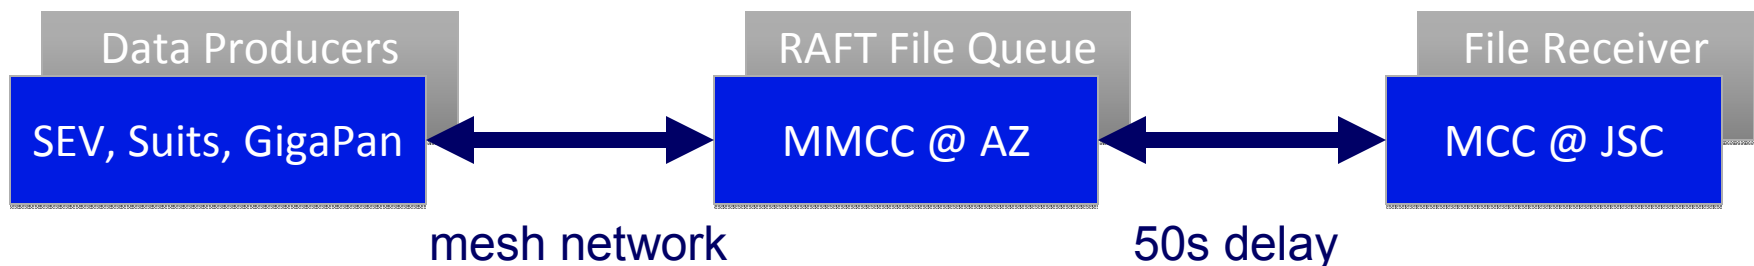 Data Producers
SEV, Suits, GigaPan
mesh network
RAFT File Queue
MMCC @ AZ
50s delay
File Receiver
MCC @ JSC